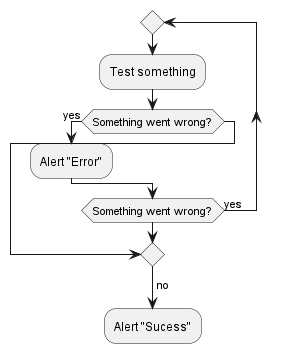 Test something
yes
Something went wrong?
Alert "Error"
Something went wrong?
yes
no
Alert "Sucess"